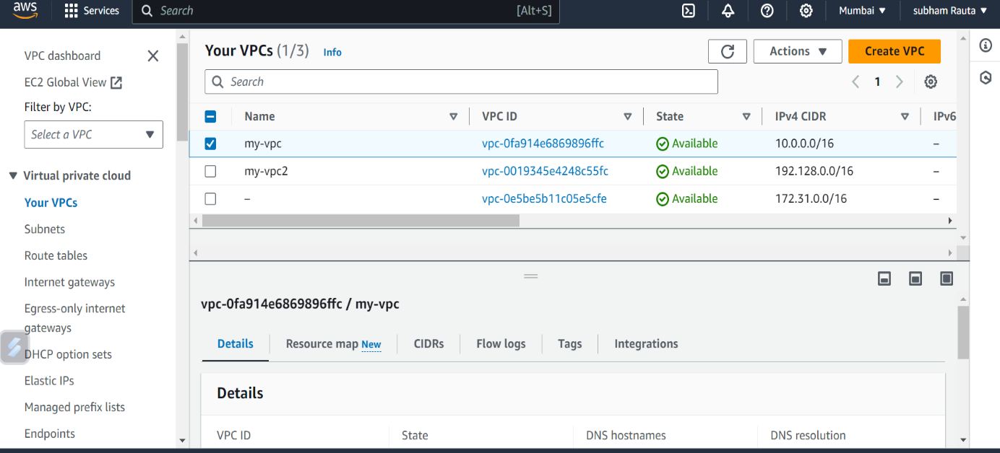 aws Services Search [Alt+S] Mumbai ▼ subham Rauta ▼
VPC dashboard
EC2 Global View
Filter by VPC:
Select a VPC
Virtual private cloud
Your VPCs
Subnets
Route tables
Internet gateways
Egress-only internet
gateways
DHCP option sets
Elastic IPs
Managed prefix lists
Endpoints
Your VPCs (1/3) Info
Actions ▼ Create VPC
Search
1
Name VPC ID State IPv4 CIDR IPv6
my-vpc vpc-0fa914e6869896ffc Available 10.0.0.0/16 –
my-vpc2 vpc-0019345e4248c55fc Available 192.128.0.0/16 –
– vpc-0e5be5b11c05e5cfe Available 172.31.0.0/16 –
vpc-0fa914e6869896ffc / my-vpc
Details Resource map New CIDRs Flow logs Tags Integrations
Details
VPC ID State DNS hostnames DNS resolution